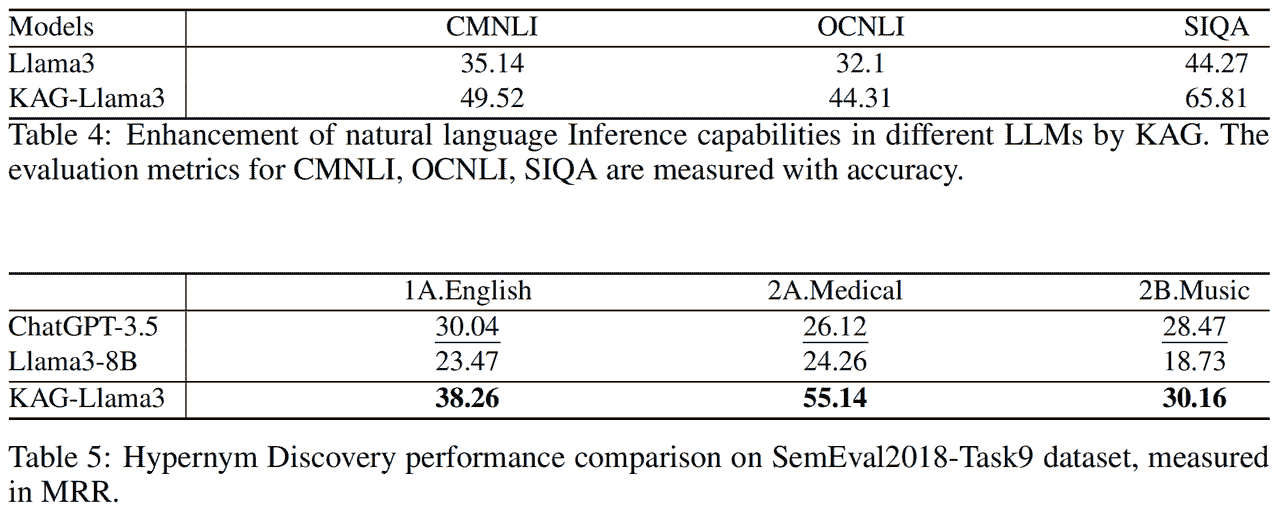 Models CMNLI OCNLI SIQA
Llama3 35.14 32.1 44.27
KAG-Llama3 49.52 44.31 65.81
Table 4: Enhancement of natural language Inference capabilities in different LLMs by KAG. The
evaluation metrics for CMNLI, OCNLI, SIQA are measured with accuracy.
1A.English 2A.Medical 2B.Music
ChatGPT-3.5 30.04 26.12 28.47
Llama3-8B 23.47 24.26 18.73
KAG-Llama3 38.26 55.14 30.16
Table 5: Hypernym Discovery performance comparison on SemEval2018-Task9 dataset, measured
in MRR.